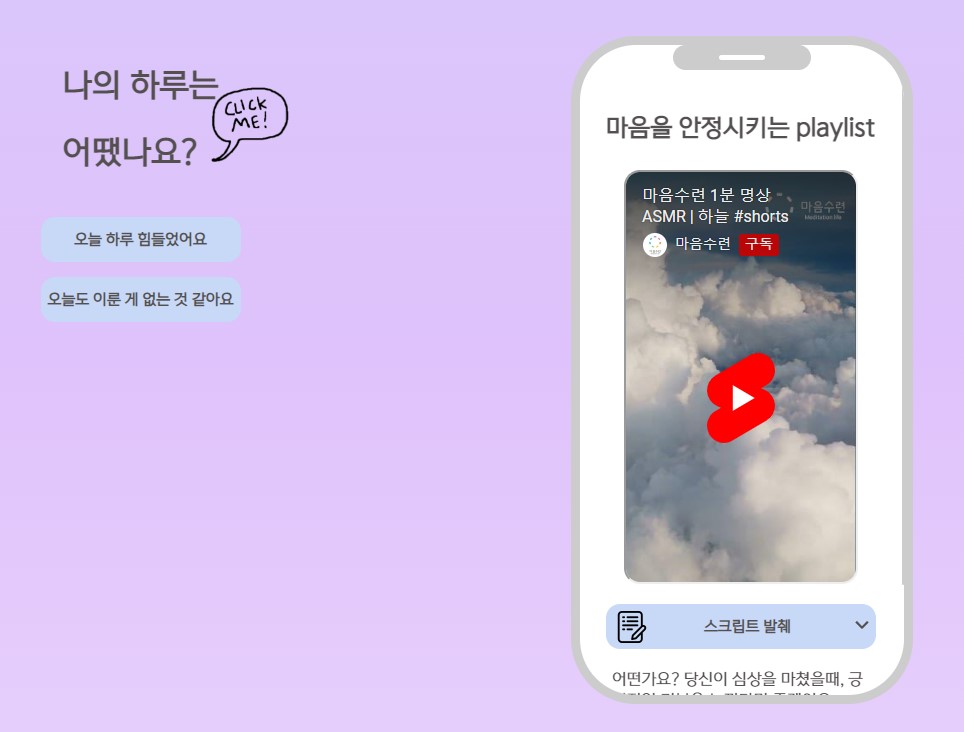 나의 하루는
어땠나요?
CLICK
ME!
오늘 하루 힘들었어요
오늘도 이룬 게 없는 것 같아요
마음을 안정시키는 playlist
마음수련 1분 명상
ASMR | 하늘 #shorts
마음수련
Meditation life
마음수련 구독
스크립트 발췌
어떤가요? 당신이 심상을 마쳤을때, 긍